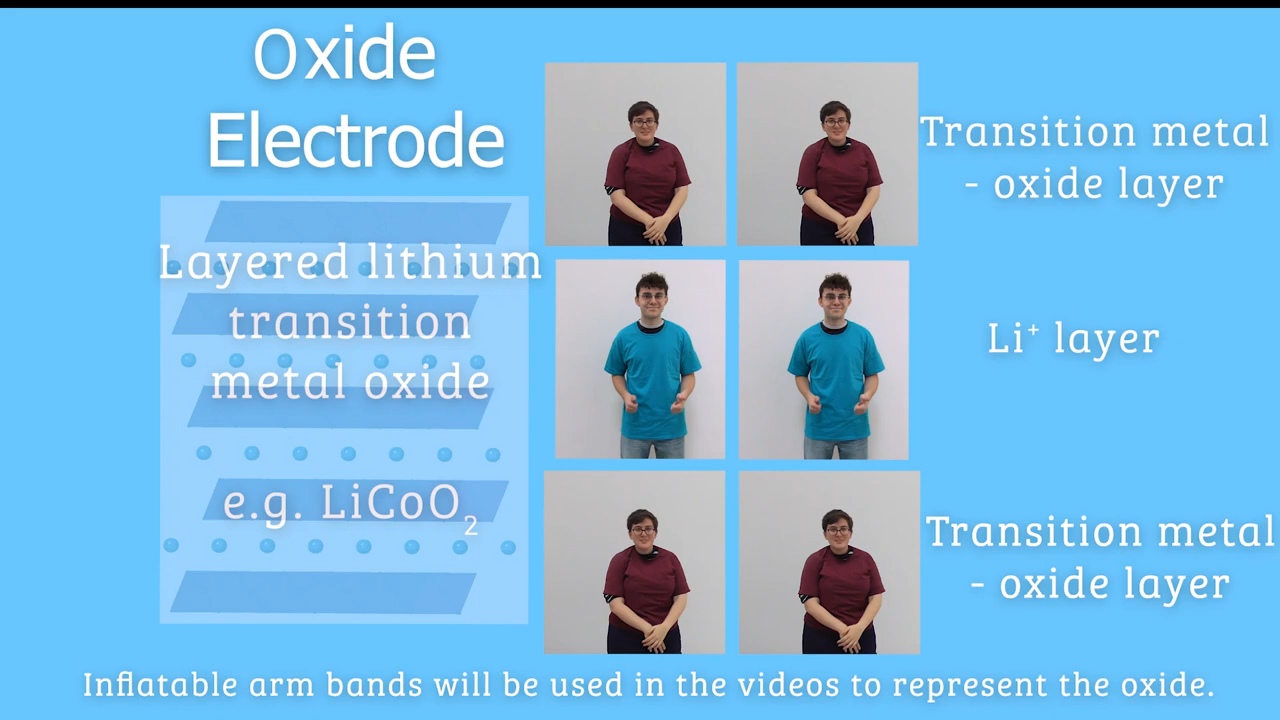 Oxide
Electrode
Layered lithium
transition
metal oxide
e.g. LiCoO₂
Transition metal
- oxide layer
Li⁺ layer
Transition metal
- oxide layer
Inflatable arm bands will be used in the videos to represent the oxide.